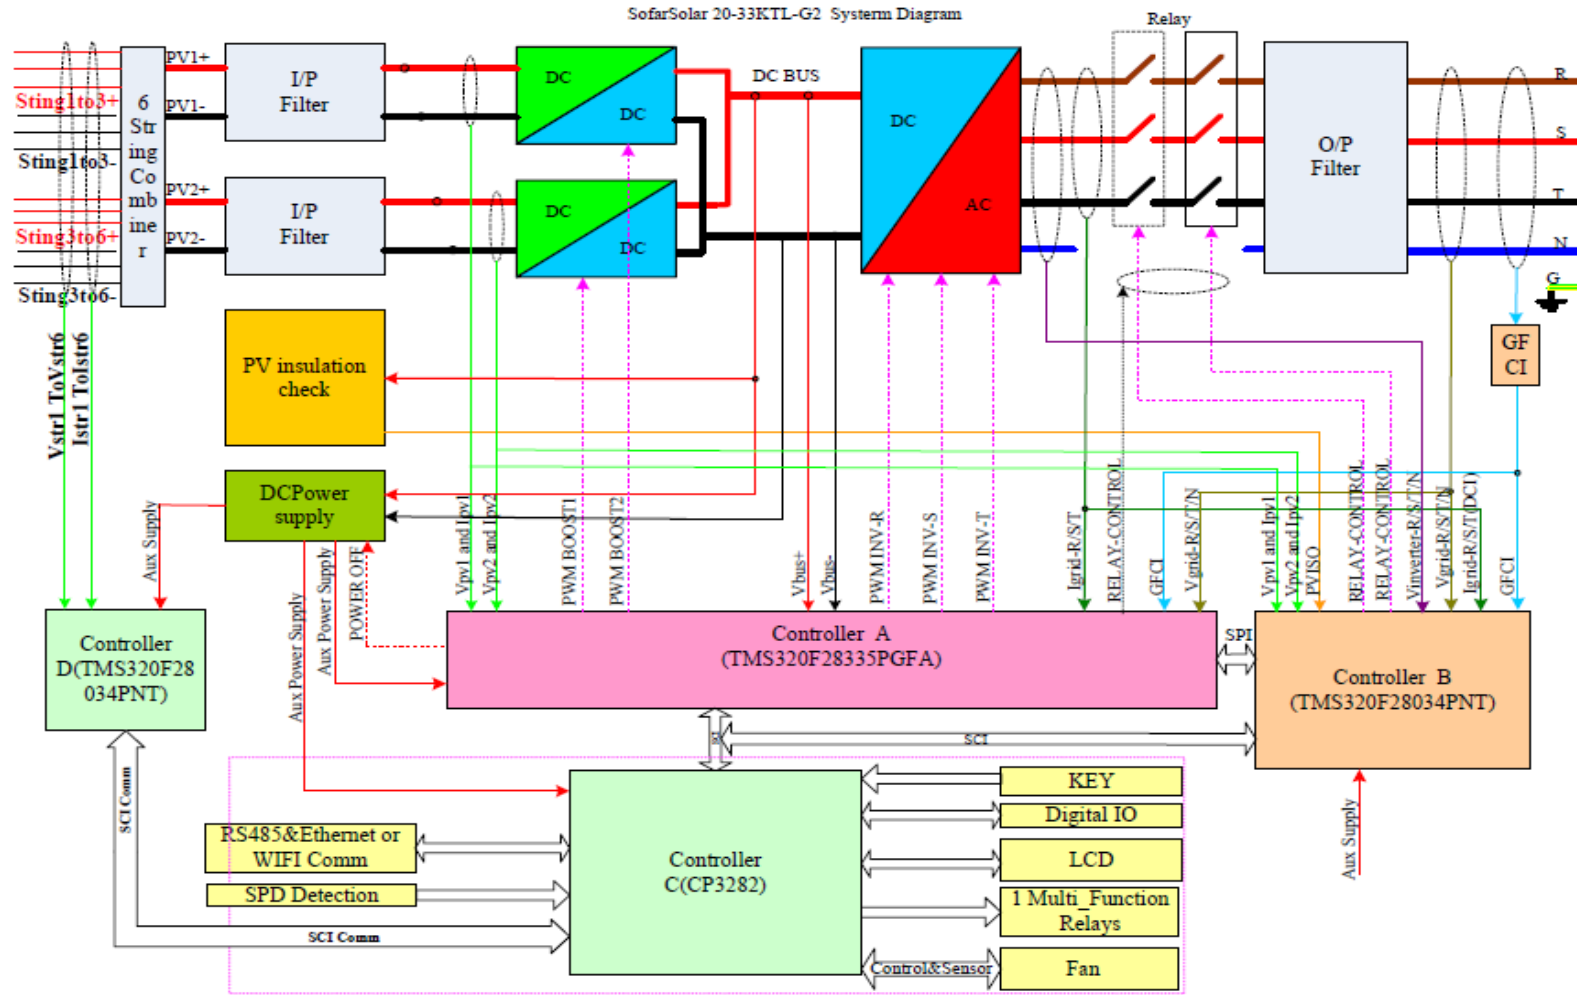 SofarSolar 20-33KTL-G2 Systerm Diagram
Relay
PV1+
PV1-
PV2+
PV2-
Sting1to3+
Sting1to3-
Sting3to6+
Sting3to6-
6
Str
ing
Co
mb
ine
r
I/P
Filter
I/P
Filter
DC
DC
DC
DC
DC BUS
DC
AC
O/P
Filter
R
S
T
N
G
GF
CI
PV insulation
check
DCPower
supply
Vstr1 ToVstr6
Istr1 ToIstr6
Aux Supply
Aux Power Supply
Aux Power Supply
POWER OFF
Vpv1 and Ipv1
Vpv2 and Ipv2
PWM BOOST1
PWM BOOST2
Vbus+
Vbus-
PWM INV-R
PWM INV-S
PWM INV-T
Igrid-R/S/T
RELAY-CONTROL
GFCI
Vgrid-R/S/T/N
Vpv1 and Ipv1
Vpv2 and Ipv2
PVISO
RELAY-CONTROL
RELAY-CONTROL
Vinverter-R/S/T/N
Vgrid-R/S/T/N
Igrid-R/S/T(DCI)
GFCI
Controller
D(TMS320F28
034PNT)
Controller A
(TMS320F28335PGFA)
SPI
Controller B
(TMS320F28034PNT)
SCI
Aux Supply
SCI Comm
SCI Comm
RS485&Ethernet or
WIFI Comm
SPD Detection
Controller
C(CP3282)
KEY
Digital IO
LCD
1 Multi_Function
Relays
Control&Sensor
Fan